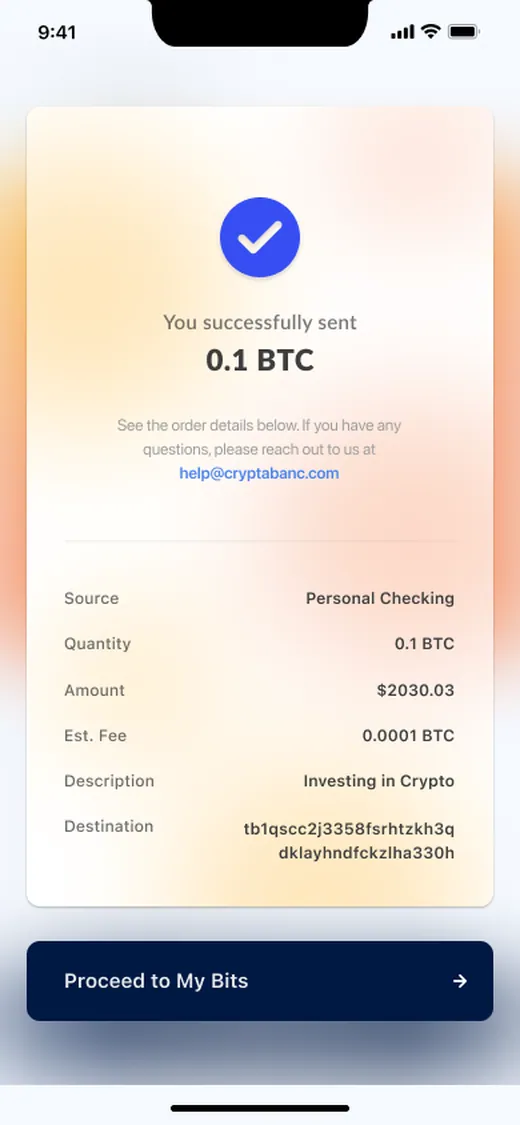 9:41
You successfully sent
0.1 BTC
See the order details below. If you have any
questions, please reach out to us at
help@cryptabanc.com
Source Personal Checking
Quantity 0.1 BTC
Amount $2030.03
Est. Fee 0.0001 BTC
Description Investing in Crypto
Destination tb1qscc2j3358fsrhtzkh3q
dklayhndfckzlha330h
Proceed to My Bits →